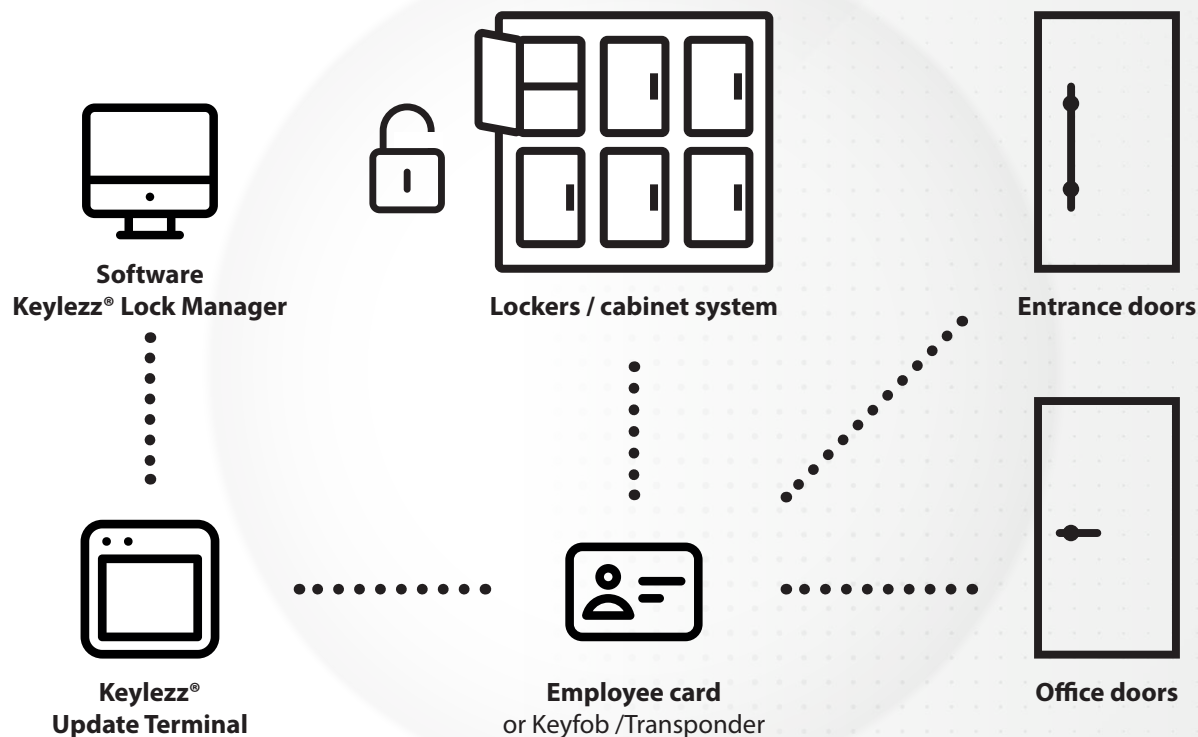 Software
Keylezz® Lock Manager
Lockers / cabinet system
Entrance doors
Keylezz®
Update Terminal
Employee card
or Keyfob /Transponder
Office doors